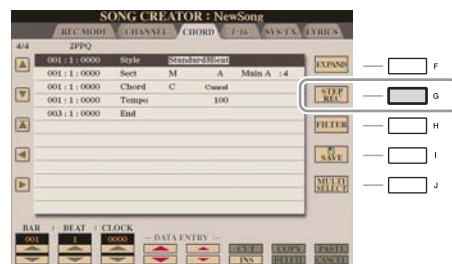 SONG CREATOR : NewSong
REC MODE CHANNEL CHORD 1-16 SYS/EX. LYRICS
4/4 2PPQ
001 : 1 : 0000 Style Standard8Beat
001 : 1 : 0000 Sect M A Main A : 4
001 : 1 : 0000 Chord C Cancel
001 : 1 : 0000 Tempo 100
003 : 1 : 0000 End
EXPAND F
STEP REC G
FILTER H
SAVE I
MULTI SELECT J
BAR : BEAT : CLOCK DATA ENTRY
001 1 0000 CUT COPY PASTE
INS DELETE CANCEL